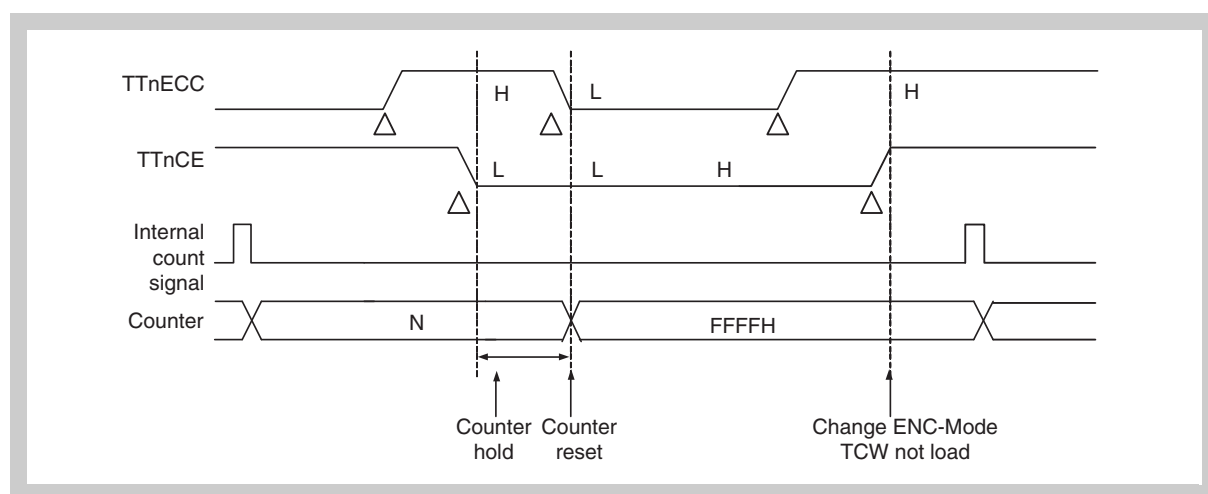 TTnECC
H
L
H
TTnCE
L
L
H
Internal
count
signal
Counter
N
FFFFH
Counter
hold
Counter
reset
Change ENC-Mode
TCW not load